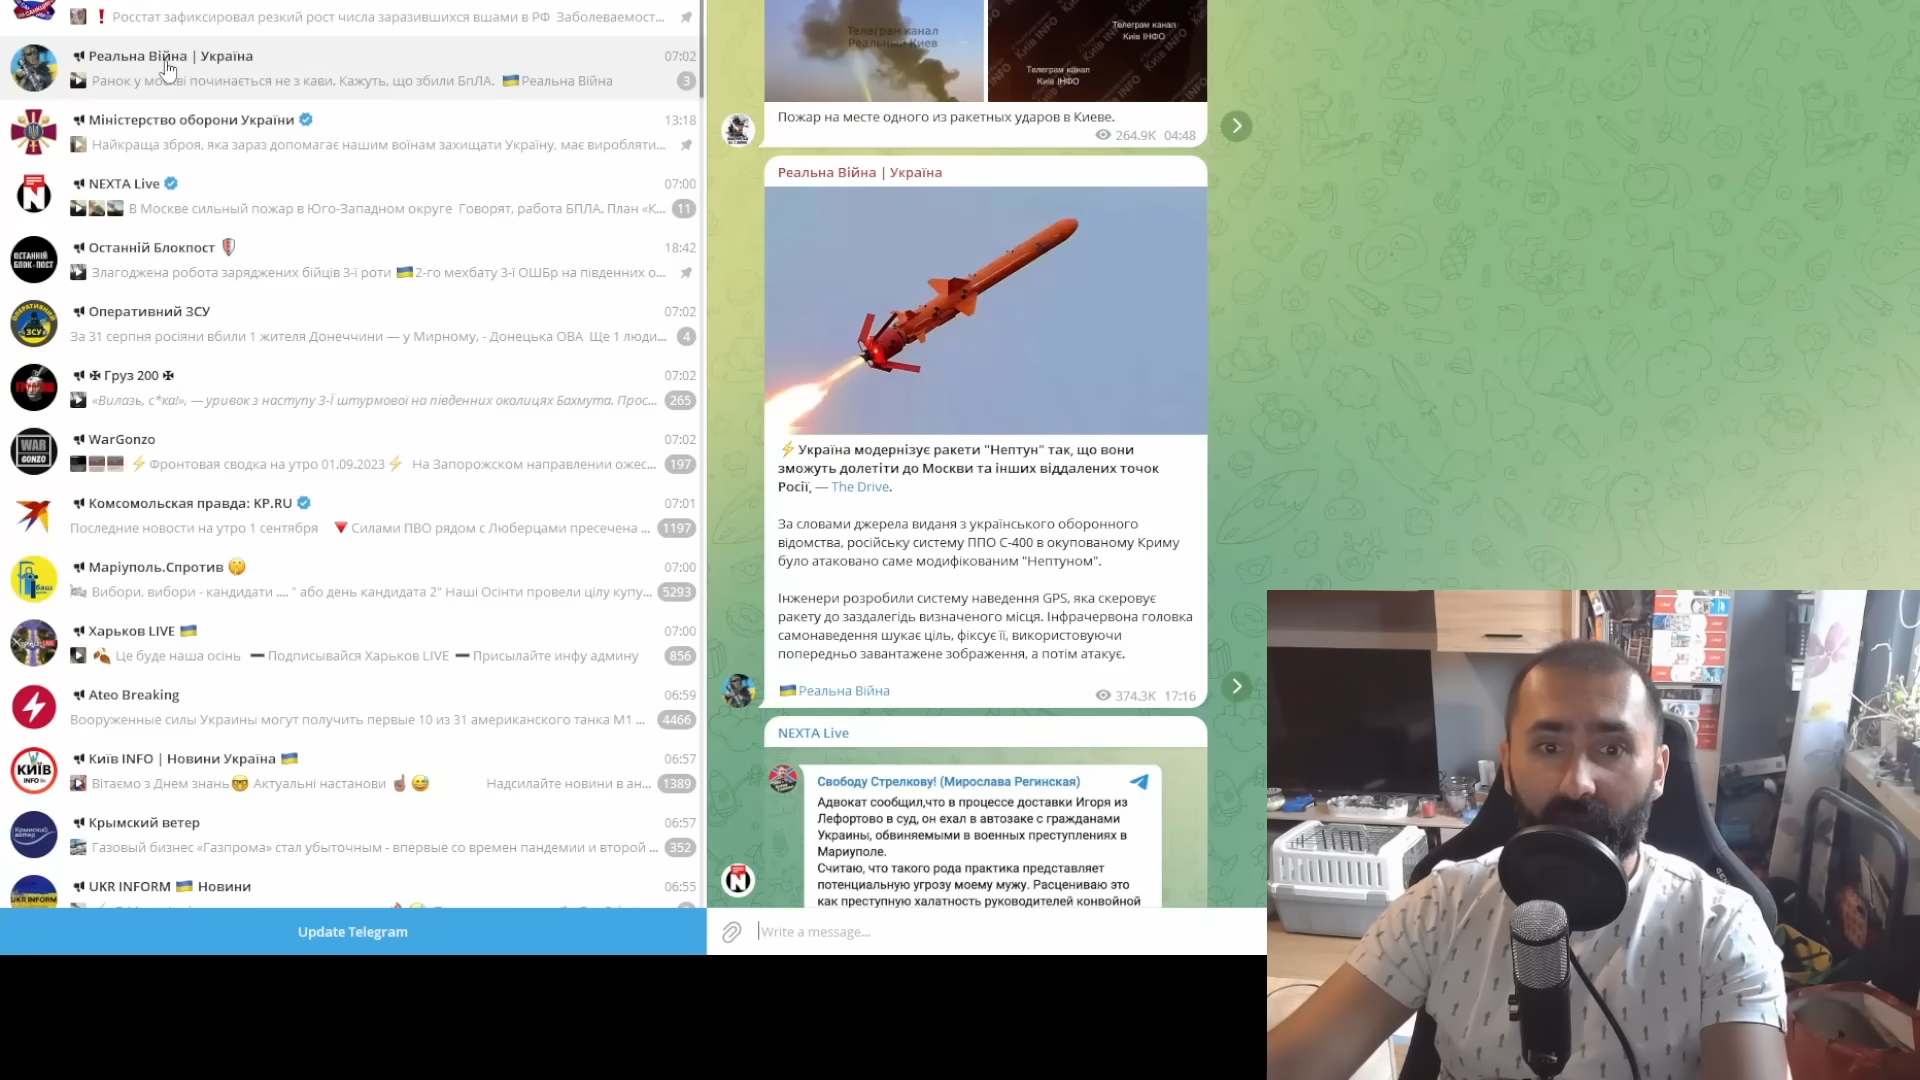 Росстат зафиксировал резкий рост числа заразившихся вшами в РФ Заболеваемост...
Реальна Війна | Україна
07:02
Ранок у москві починається не з кави. Кажуть, що збили БпЛА. 🇺🇦Реальна Війна
3
Міністерство оборони України
13:18
Найкраща зброя, яка зараз допомагає нашим воїнам захищати Україну, має виробляти...
NEXTA Live
07:00
В Москве сильный пожар в Юго-Западном округе Говорят, работа БПЛА. План «К...
11
ОСТАННІЙ
БЛОК-ПОСТ
Останній Блокпост
18:42
Злагоджена робота заряджених бійців 3-ї роти 🇺🇦2-го мехбату 3-ї ОШБр на південних о...
ОПЕРАТИВНИЙ
ЗСУ
Оперативний ЗСУ
07:02
За 31 серпня росіяни вбили 1 жителя Донеччини — у Мирному, - Донецька ОВА Ще 1 люди...
4
✠ Груз 200 ✠
07:02
«Вилазь, с*ка!», — уривок з наступу 3-ї штурмової на південних околицях Бахмута. Прос...
265
WAR
GONZO
WarGonzo
07:02
⚡Фронтовая сводка на утро 01.09.2023⚡ На Запорожском направлении ожес...
197
Комсомольская правда: KP.RU
07:01
Последние новости на утро 1 сентября 🔻Силами ПВО рядом с Люберцами пресечена ...
1197
Маріуполь.Спротив 🤫
07:00
Вибори, вибори - кандидати .... " або день кандидата 2" Наші Осінти провели цілу купу...
5293
Харьков LIVE 🇺🇦
07:00
🍂 Це буде наша осінь ➖Подписывайся Харьков LIVE ➖Присылайте инфу админу
856
Ateo Breaking
06:59
Вооруженные силы Украины могут получить первые 10 из 31 американского танка M1 ...
4466
КИЇВ
INFO
Київ INFO | Новини Україна 🇺🇦
06:57
Вітаємо з Днем знань🤓 Актуальні настанови ☝🏽😅 Надсилайте новини в ан...
1389
Крымский ветер
06:57
Газовый бизнес «Газпрома» стал убыточным - впервые со времен пандемии и второй ...
352
UKR INFORM
UKR INFORM 🇺🇦 Новини
06:55
Update Telegram
Телеграм канал
Реальный Киев
Телеграм канал
Київ ІНФО
Телеграм канал
Київ ІНФО
Пожар на месте одного из ракетных ударов в Киеве.
264.9K 04:48
Реальна Війна | Україна
⚡Україна модернізує ракети "Нептун" так, що вони
зможуть долетіти до Москви та інших віддалених точок
Росії, — The Drive.
За словами джерела виданя з українського оборонного
відомства, російську систему ППО С-400 в окупованому Криму
було атаковано саме модифікованим "Нептуном".
Інженери розробили систему наведення GPS, яка скеровує
ракету до заздалегідь визначеного місця. Інфрачервона головка
самонаведення шукає ціль, фіксує її, використовуючи
попередньо завантажене зображення, а потім атакує.
🇺🇦Реальна Війна
374.3K 17:16
NEXTA Live
Свободу Стрелкову! (Мирослава Регинская)
Адвокат сообщил,что в процессе доставки Игоря из
Лефортово в суд, он ехал в автозаке с гражданами
Украины, обвиняемыми в военных преступлениях в
Мариуполе.
Считаю, что такого рода практика представляет
потенциальную угрозу моему мужу. Расцениваю это
как преступную халатность руководителей конвойной
Write a message...